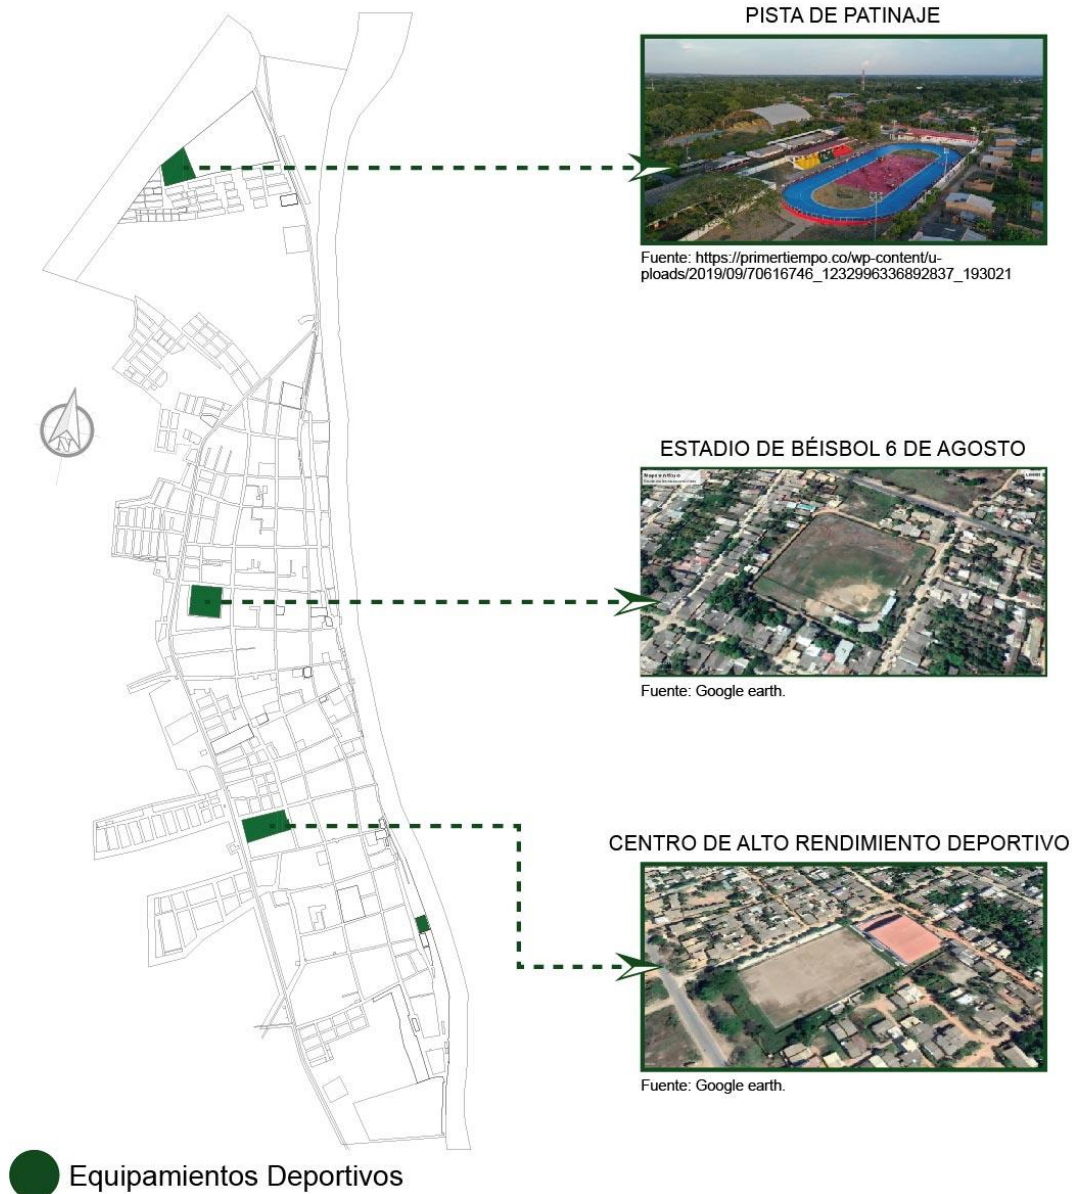 PISTA DE PATINAJE
Fuente: https://primertiempo.co/wp-content/u-
ploads/2019/09/70616746_1232996336892837_193021
N
ESTADIO DE BÉISBOL 6 DE AGOSTO
Fuente: Google earth.
CENTRO DE ALTO RENDIMIENTO DEPORTIVO
Fuente: Google earth.
Equipamientos Deportivos